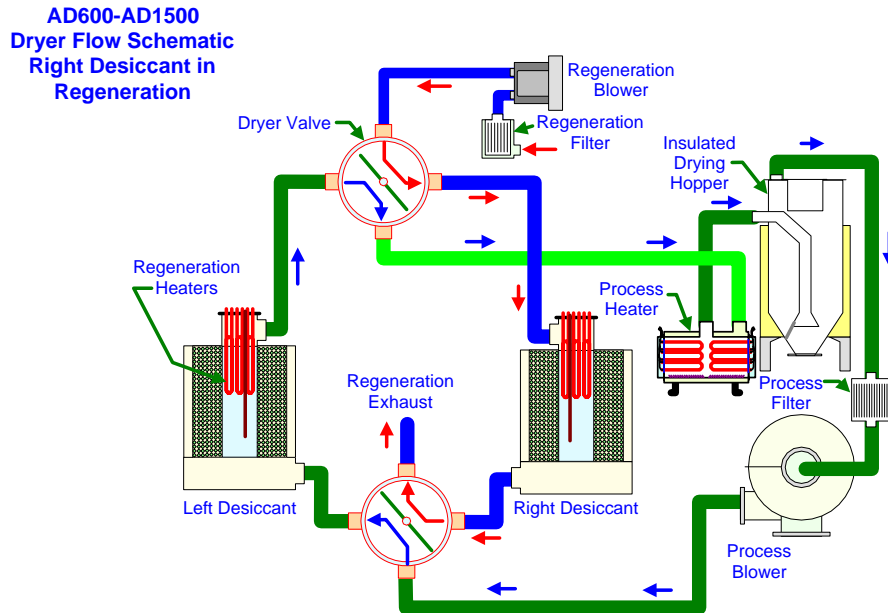 AD600-AD1500
Dryer Flow Schematic
Right Desiccant in
Regeneration
Regeneration
Blower
Dryer Valve
Regeneration
Filter
Insulated
Drying
Hopper
Regeneration
Heaters
Process
Heater
Regeneration
Exhaust
Process
Filter
Left Desiccant
Right Desiccant
Process
Blower